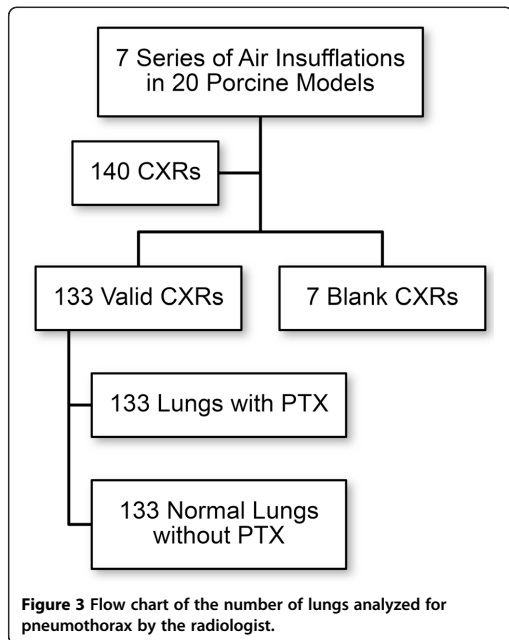 7 Series of Air Insufflations
in 20 Porcine Models
140 CXRs
133 Valid CXRs
7 Blank CXRs
133 Lungs with PTX
133 Normal Lungs
without PTX
Figure 3 Flow chart of the number of lungs analyzed for
pneumothorax by the radiologist.